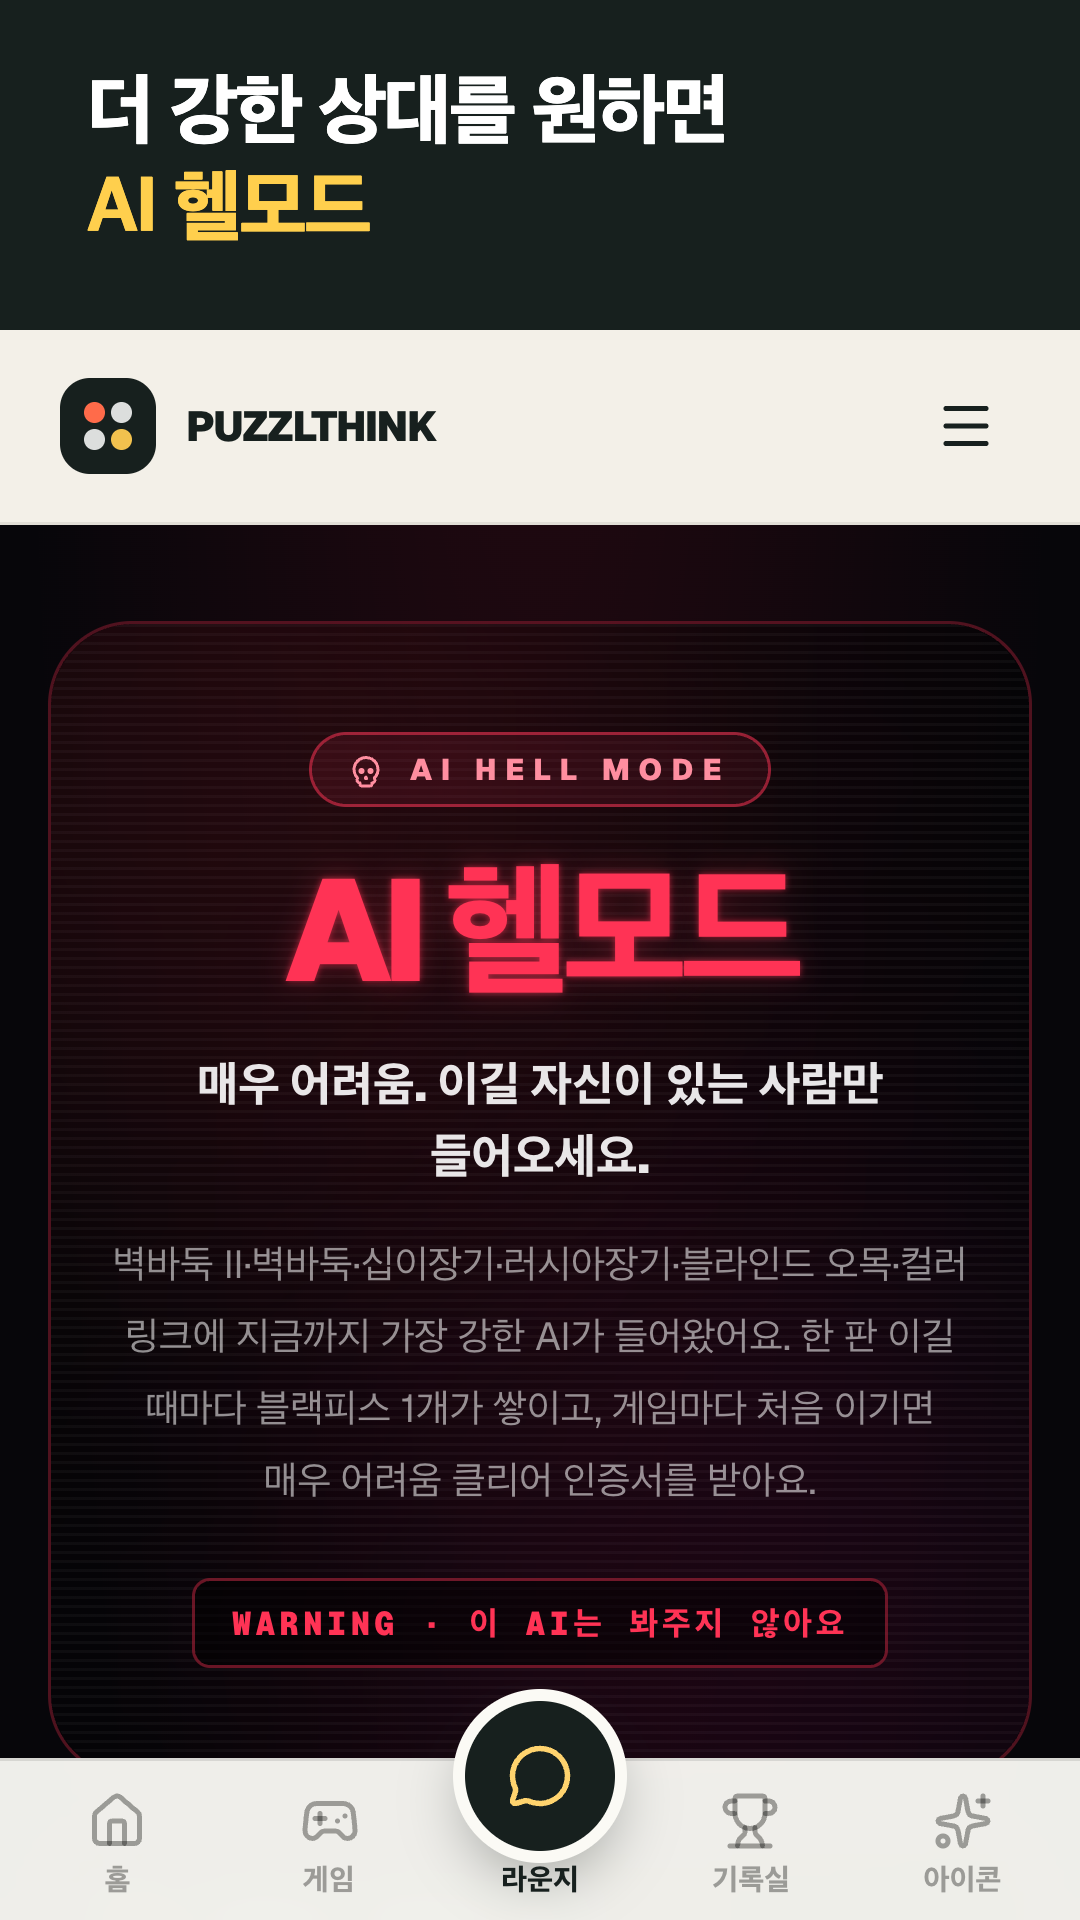 더 강한 상대를 원하면
AI 헬모드
PUZZLTHINK
AI HELL MODE
AI 헬모드
매우 어려움. 이길 자신이 있는 사람만
들어오세요.
벽바둑 II·벽바둑·십이장기·러시아장기·블라인드 오목·컬러
링크에 지금까지 가장 강한 AI가 들어왔어요. 한 판 이길
때마다 블랙피스 1개가 쌓이고, 게임마다 처음 이기면
매우 어려움 클리어 인증서를 받아요.
WARNING · 이 AI는 봐주지 않아요
홈
게임
라운지
기록실
아이콘